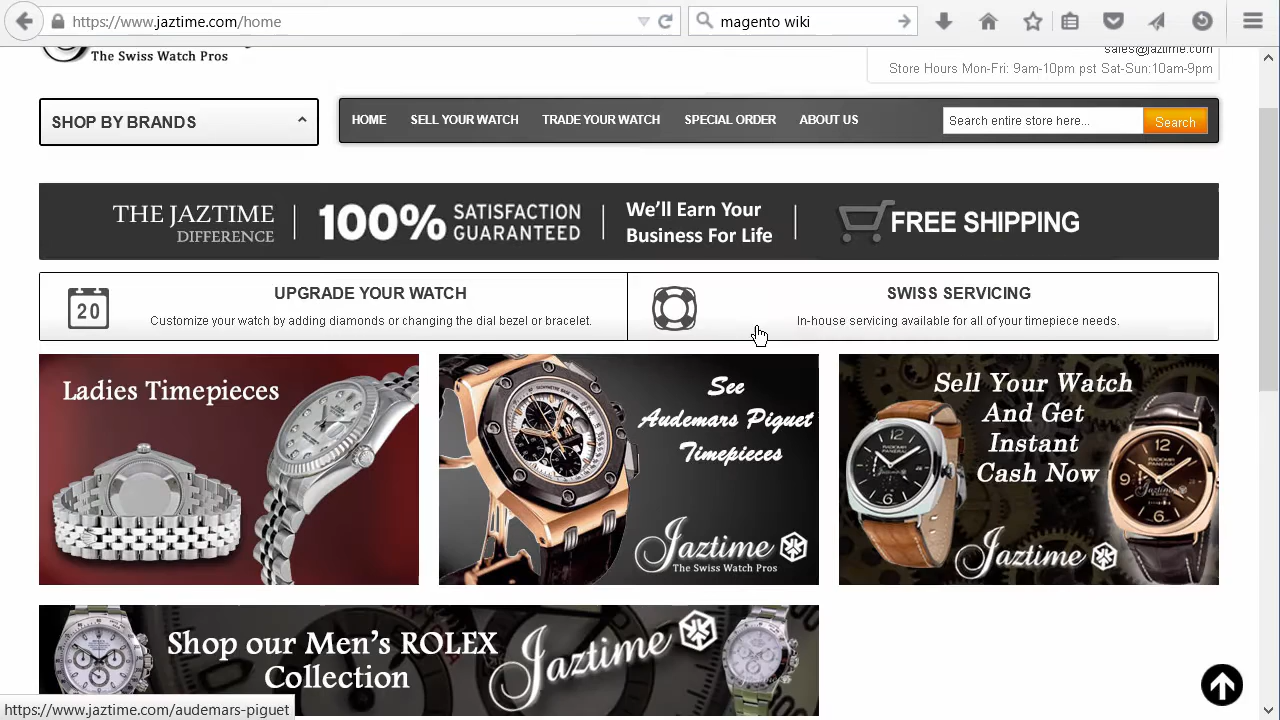 https://www.jaztime.com/home
magento wiki
The Swiss Watch Pros
sales@jaztime.com
Store Hours Mon-Fri: 9am-10pm pst Sat-Sun:10am-9pm
SHOP BY BRANDS
HOME SELL YOUR WATCH TRADE YOUR WATCH SPECIAL ORDER ABOUT US
Search entire store here...
Search
THE JAZTIME
DIFFERENCE
100% SATISFACTION
GUARANTEED
We'll Earn Your
Business For Life
FREE SHIPPING
20
UPGRADE YOUR WATCH
Customize your watch by adding diamonds or changing the dial bezel or bracelet.
SWISS SERVICING
In-house servicing available for all of your timepiece needs.
Ladies Timepieces
See
Audemars Piguet
Timepieces
Jaztime
The Swiss Watch Pros
Sell Your Watch
And Get
Instant
Cash Now
Jaztime
Shop our Men's ROLEX
Collection
Jaztime
https://www.jaztime.com/audemars-piguet